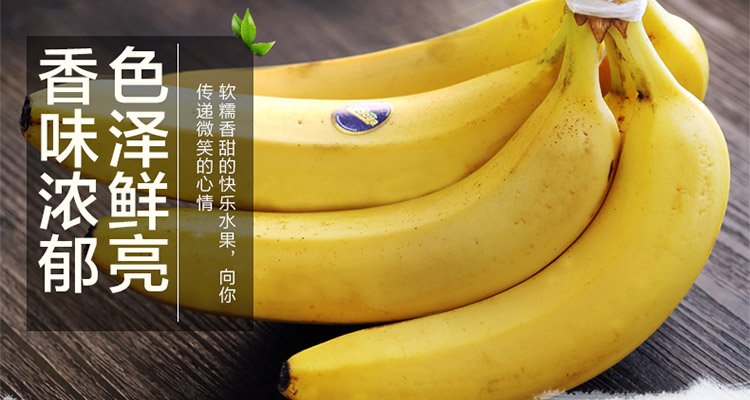 色泽鲜亮
香味浓郁
软糯香甜的快乐水果，向你
传递微笑的心情